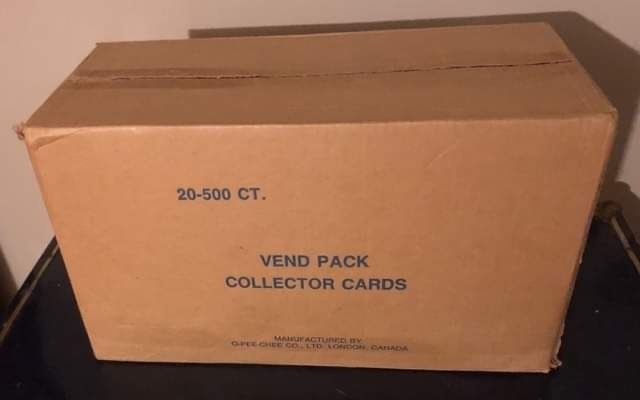 20-500 CT.
VEND PACK
COLLECTOR CARDS
MANUFACTURED BY
O-PEE-CHEE CO., LTD. LONDON, CANADA